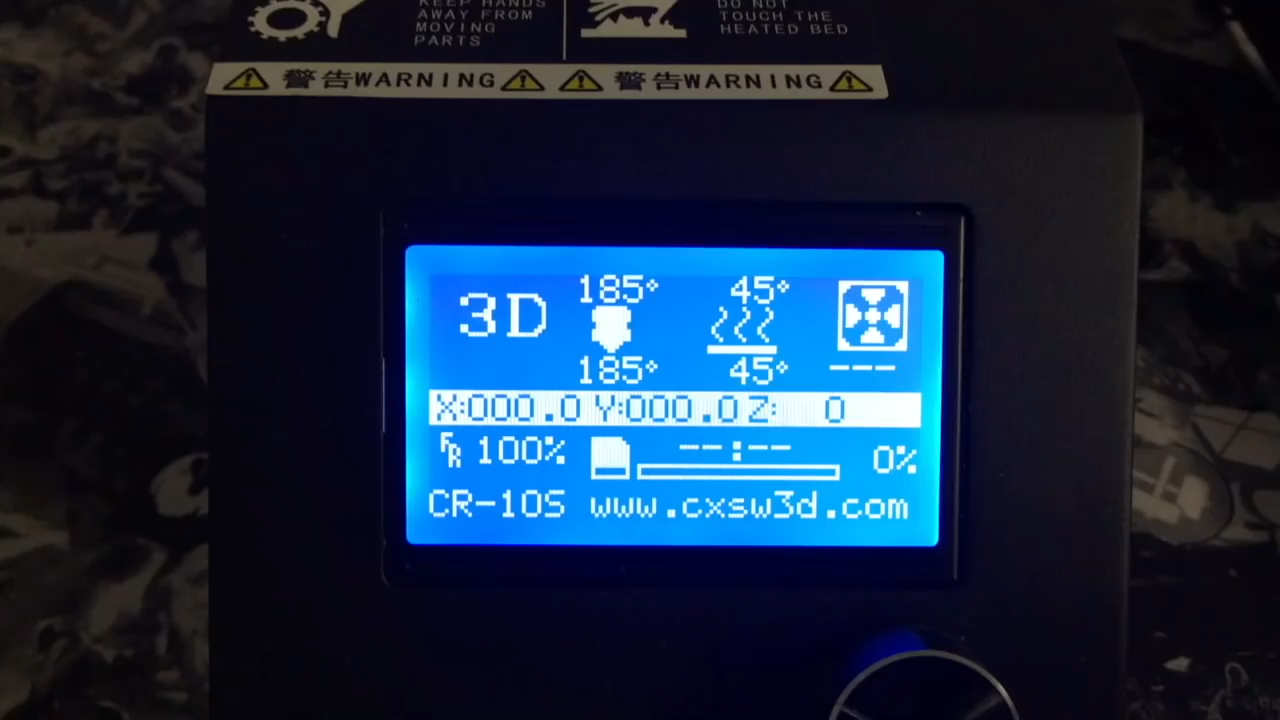 KEEP HANDS
AWAY FROM
MOVING
PARTS
DO NOT
TOUCH THE
HEATED BED
警告WARNING 警告WARNING
3D 185° 45°
185° 45° ---
X:000.0 Y:000.0 Z: 0
FR 100% --:-- 0%
CR-10S www.cxsw3d.com